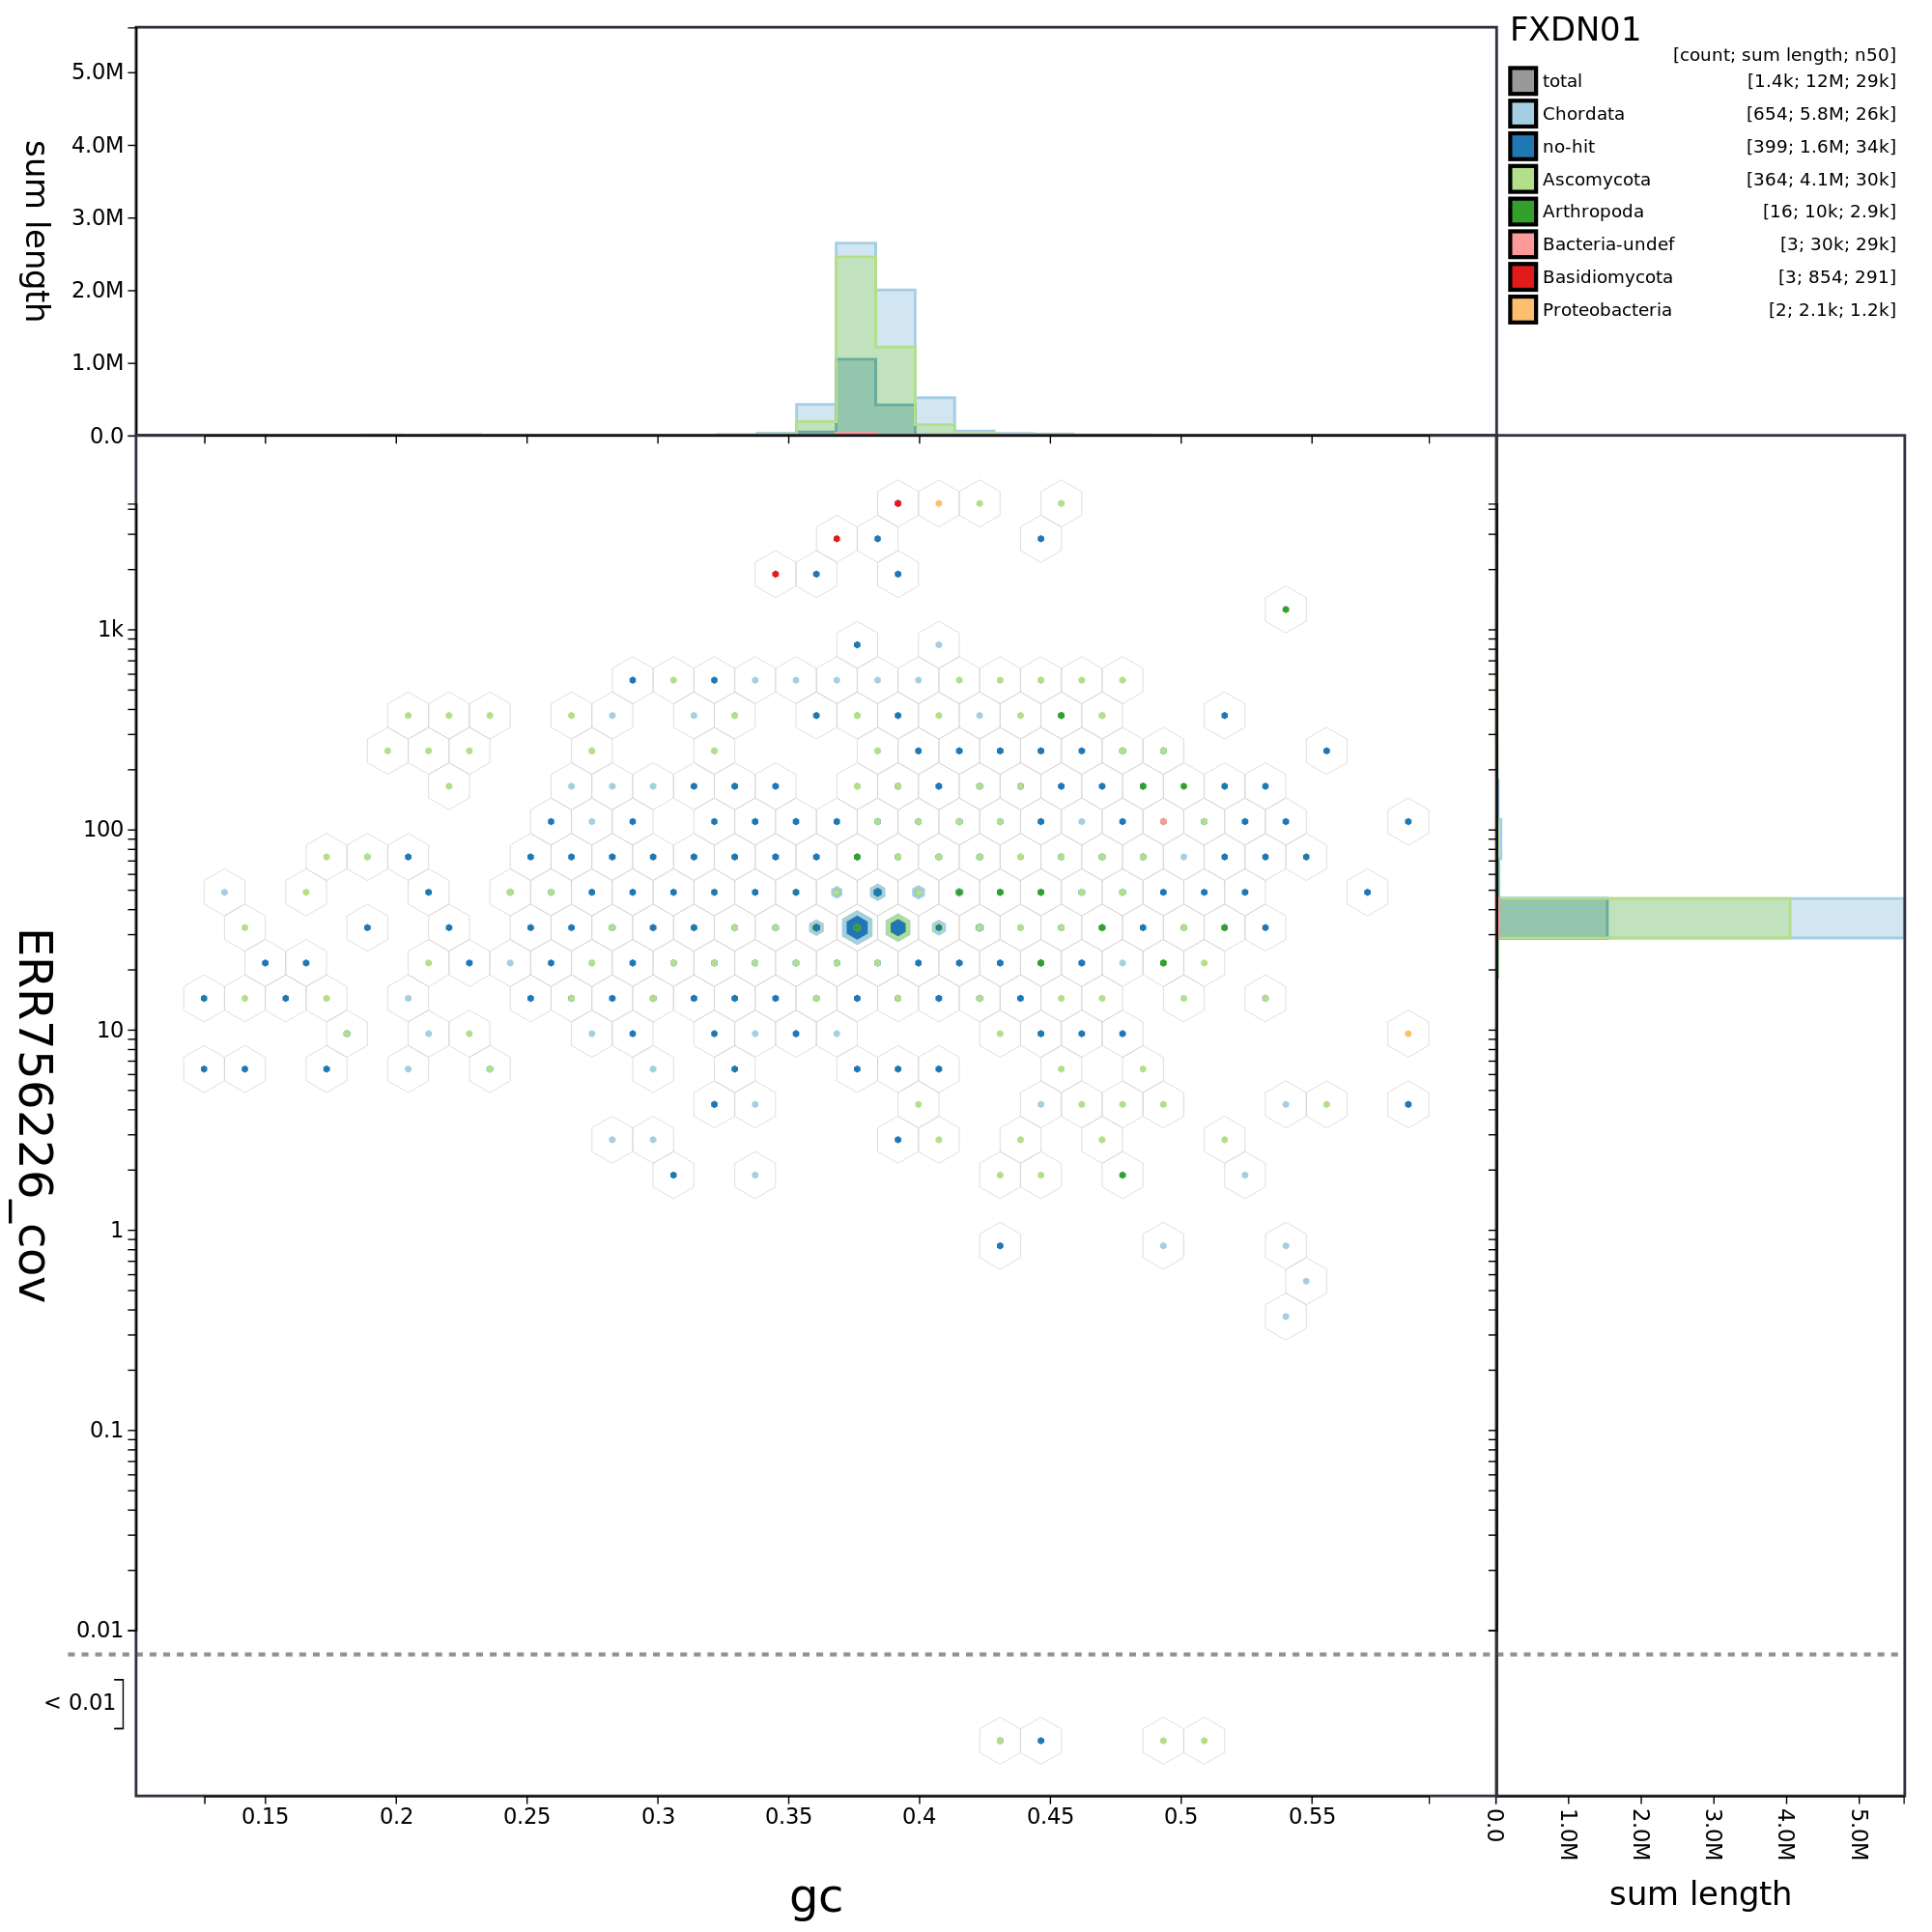 FXDN01
[count; sum length; n50]
total [1.4k; 12M; 29k]
Chordata [654; 5.8M; 26k]
no-hit [399; 1.6M; 34k]
Ascomycota [364; 4.1M; 30k]
Arthropoda [16; 10k; 2.9k]
Bacteria-undef [3; 30k; 29k]
Basidiomycota [3; 854; 291]
Proteobacteria [2; 2.1k; 1.2k]
sum length
5.0M
4.0M
3.0M
2.0M
1.0M
0.0
ERR756226_cov
1k
100
10
1
0.1
0.01
< 0.01
0.15 0.2 0.25 0.3 0.35 0.4 0.45 0.5 0.55
gc
0.0 1.0M 2.0M 3.0M 4.0M 5.0M
sum length